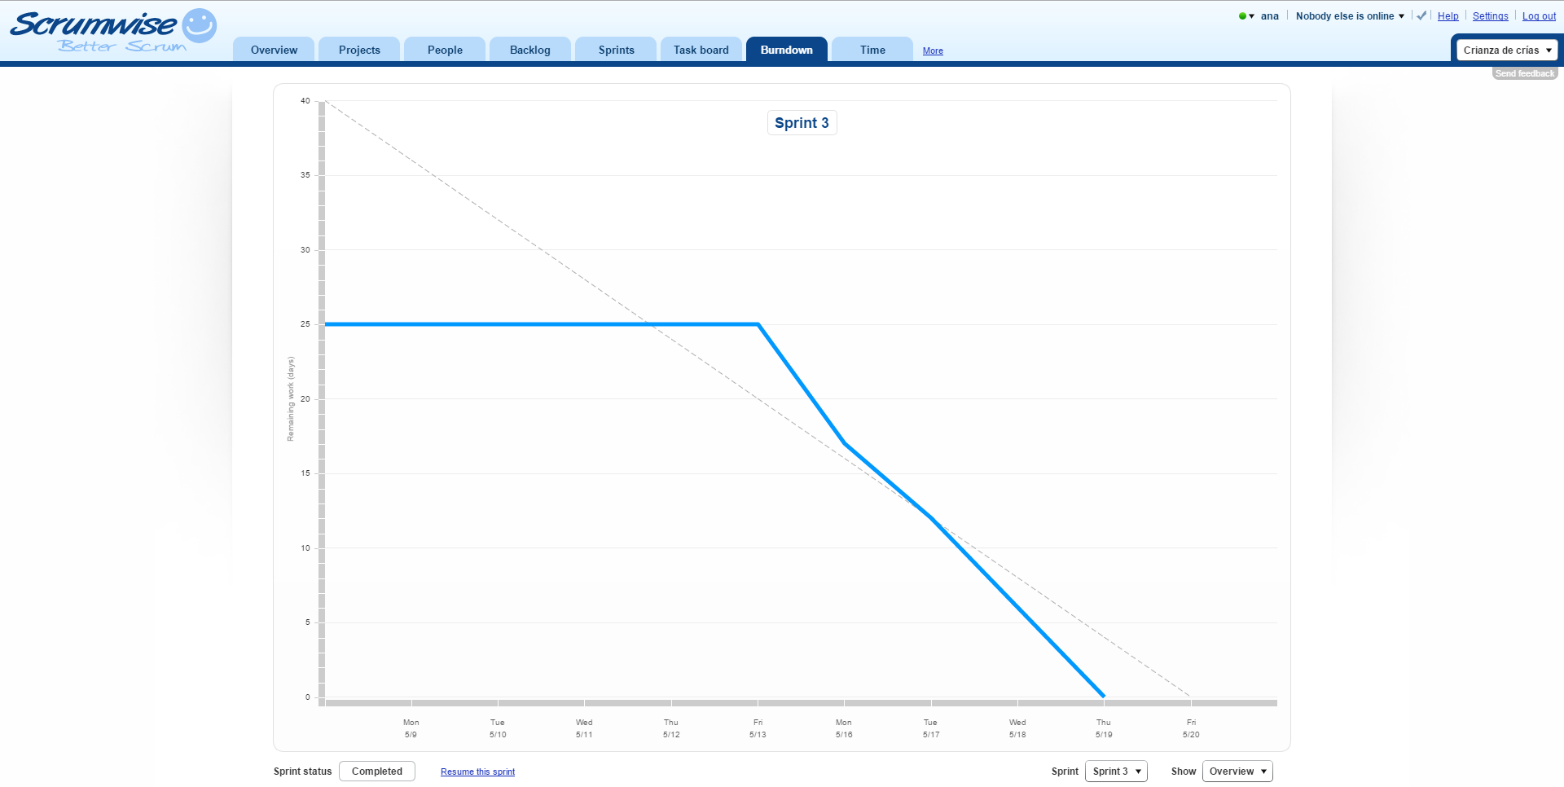 Scrumwise
Better Scrum
ana Nobody else is online Help Settings Log out
Overview Projects People Backlog Sprints Task board Burndown Time More
Crianza de crías
Send feedback
Sprint 3
40
35
30
25
20
15
10
5
0
Remaining work (days)
Mon Tue Wed Thu Fri Mon Tue Wed Thu Fri
5/9 5/10 5/11 5/12 5/13 5/16 5/17 5/18 5/19 5/20
Sprint status Completed Resume this sprint Sprint Sprint 3 Show Overview